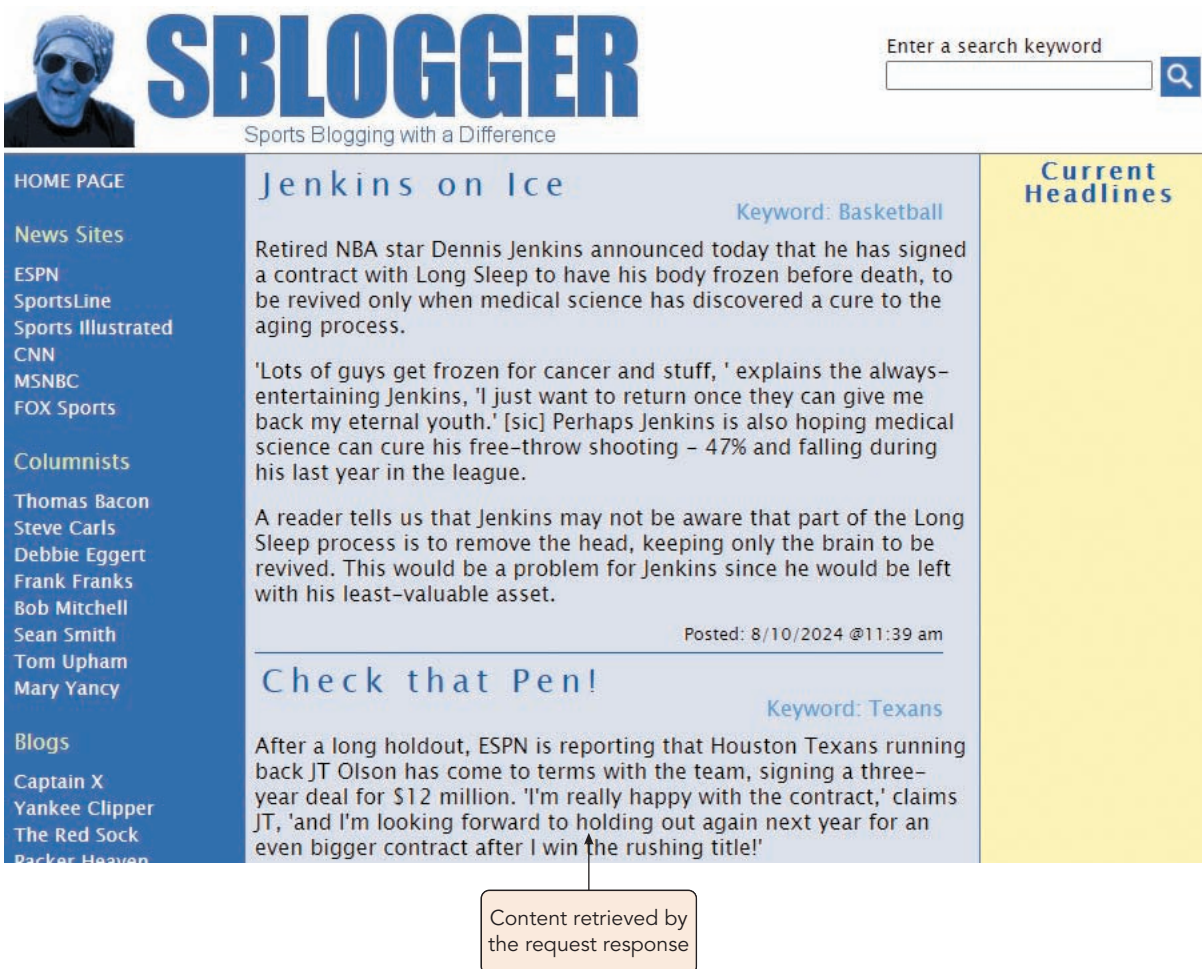 SBLOGGER
Sports Blogging with a Difference
Enter a search keyword
HOME PAGE
News Sites
ESPN
SportsLine
Sports Illustrated
CNN
MSNBC
FOX Sports
Columnists
Thomas Bacon
Steve Carls
Debbie Eggert
Frank Franks
Bob Mitchell
Sean Smith
Tom Upham
Mary Yancy
Blogs
Captain X
Yankee Clipper
The Red Sock
Packer Heaven
Jenkins on Ice
Keyword: Basketball
Retired NBA star Dennis Jenkins announced today that he has signed
a contract with Long Sleep to have his body frozen before death, to
be revived only when medical science has discovered a cure to the
aging process.
'Lots of guys get frozen for cancer and stuff, ' explains the always-
entertaining Jenkins, 'I just want to return once they can give me
back my eternal youth.' [sic] Perhaps Jenkins is also hoping medical
science can cure his free-throw shooting - 47% and falling during
his last year in the league.
A reader tells us that Jenkins may not be aware that part of the Long
Sleep process is to remove the head, keeping only the brain to be
revived. This would be a problem for Jenkins since he would be left
with his least-valuable asset.
Posted: 8/10/2024 @11:39 am
Check that Pen!
Keyword: Texans
After a long holdout, ESPN is reporting that Houston Texans running
back JT Olson has come to terms with the team, signing a three-
year deal for $12 million. 'I'm really happy with the contract,' claims
JT, 'and I'm looking forward to holding out again next year for an
even bigger contract after I win the rushing title!'
Current
Headlines
Content retrieved by
the request response